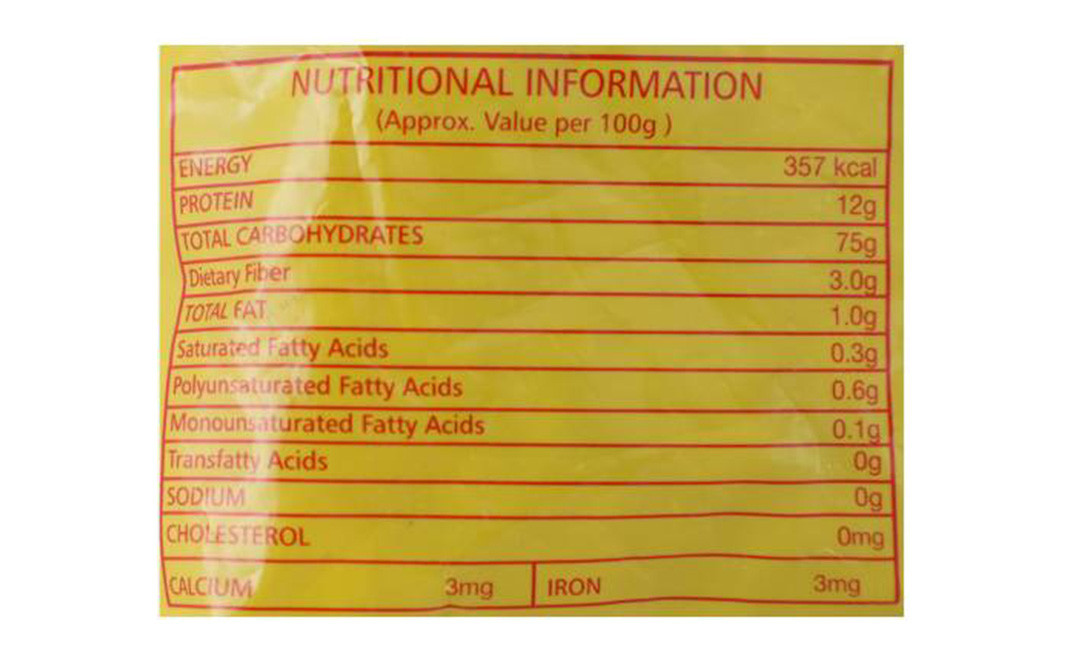 NUTRITIONAL INFORMATION
(Approx. Value per 100g )
ENERGY 357 kcal
PROTEIN 12g
TOTAL CARBOHYDRATES 75g
Dietary Fiber 3.0g
TOTAL FAT 1.0g
Saturated Fatty Acids 0.3g
Polyunsaturated Fatty Acids 0.6g
Monounsaturated Fatty Acids 0.1g
Transfatty Acids 0g
SODIUM 0g
CHOLESTEROL 0mg
CALCIUM 3mg IRON 3mg